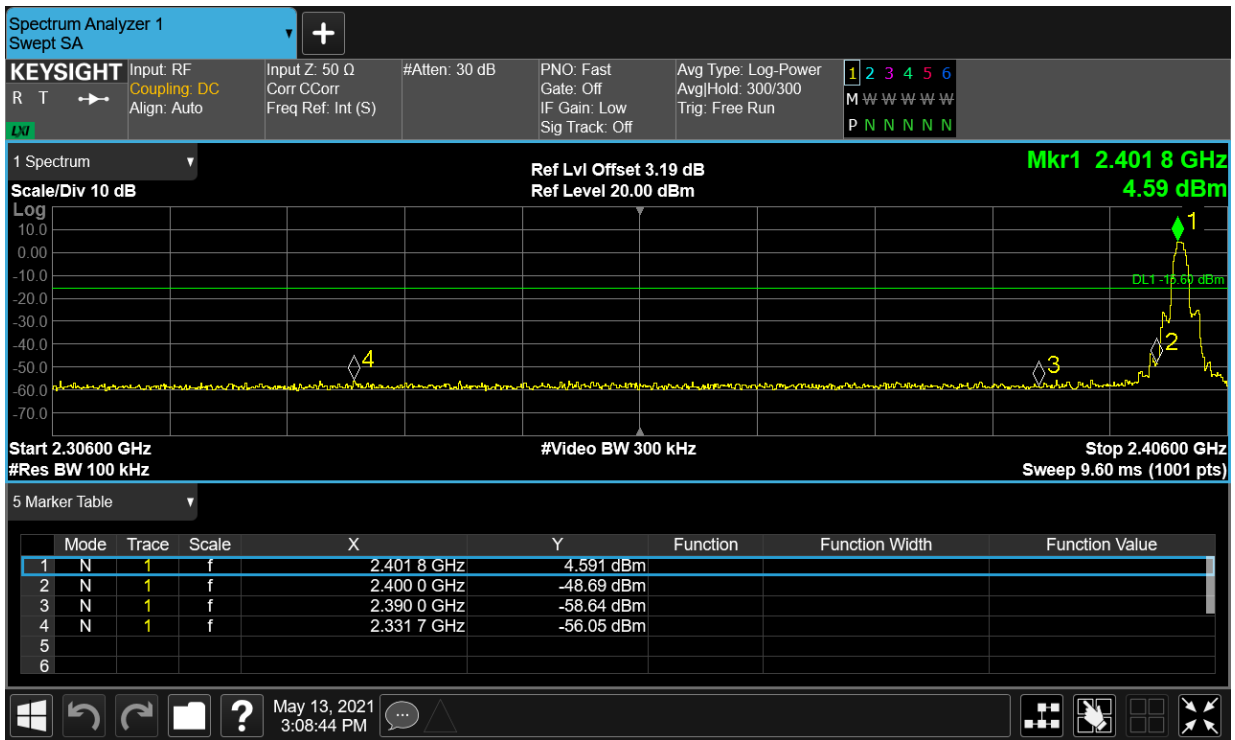 Spectrum Analyzer 1
Swept SA
+
KEYSIGHT
R T
LXI
Input: RF
Coupling: DC
Align: Auto
Input Z: 50 Ω
Corr CCorr
Freq Ref: Int (S)
#Atten: 30 dB
PNO: Fast
Gate: Off
IF Gain: Low
Sig Track: Off
Avg Type: Log-Power
Avg|Hold: 300/300
Trig: Free Run
1 2 3 4 5 6
M W W W W W
P N N N N N
1 Spectrum
Scale/Div 10 dB
Ref Lvl Offset 3.19 dB
Ref Level 20.00 dBm
Mkr1 2.401 8 GHz
4.59 dBm
Log
10.0
0.00
-10.0
-20.0
-30.0
-40.0
-50.0
-60.0
-70.0
1
DL1 -15.60 dBm
2
3
4
Start 2.30600 GHz
#Video BW 300 kHz
Stop 2.40600 GHz
#Res BW 100 kHz
Sweep 9.60 ms (1001 pts)
5 Marker Table
Mode Trace Scale X Y Function Function Width Function Value
1 N 1 f 2.401 8 GHz 4.591 dBm
2 N 1 f 2.400 0 GHz -48.69 dBm
3 N 1 f 2.390 0 GHz -58.64 dBm
4 N 1 f 2.331 7 GHz -56.05 dBm
5
6
?
May 13, 2021
3:08:44 PM